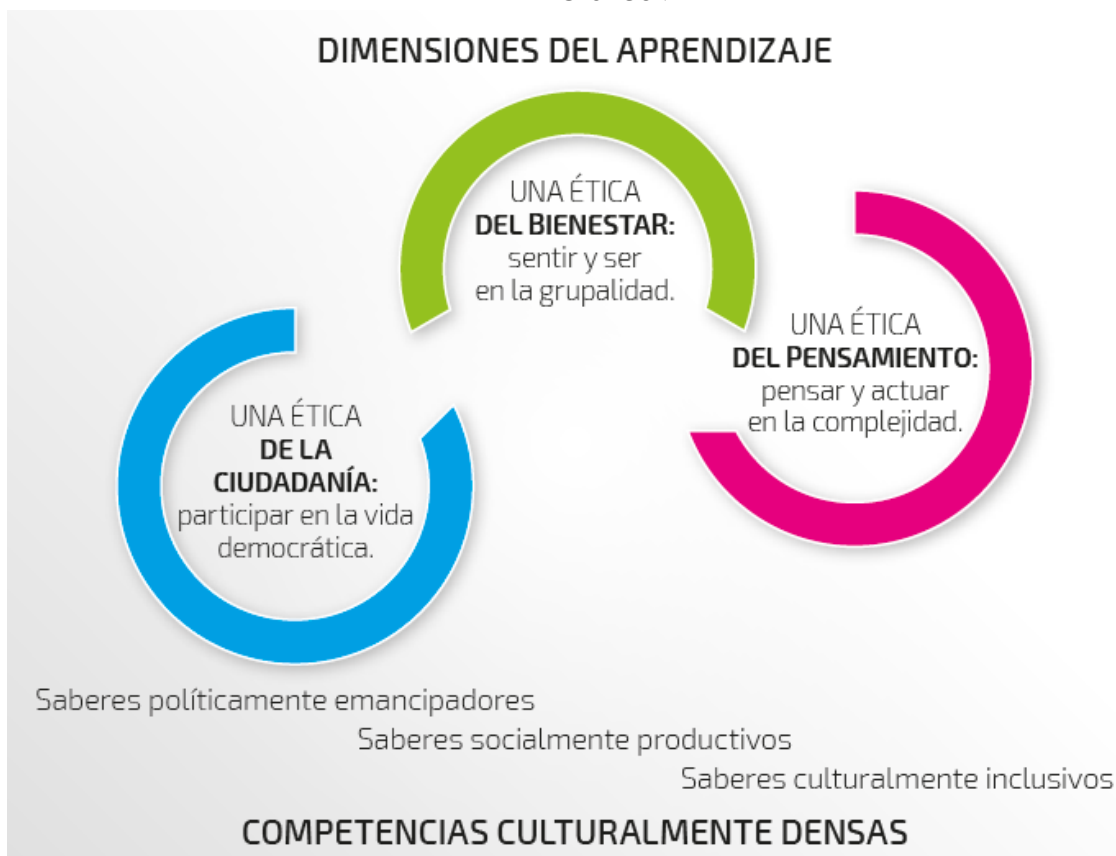 DIMENSIONES DEL APRENDIZAJE
UNA ÉTICA
DEL BIENESTAR:
sentir y ser
en la grupalidad.
UNA ÉTICA
DEL PENSAMIENTO:
pensar y actuar
en la complejidad.
UNA ÉTICA
DE LA
CIUDADANÍA:
participar en la vida
democrática.
Saberes políticamente emancipadores
Saberes socialmente productivos
Saberes culturalmente inclusivos
COMPETENCIAS CULTURALMENTE DENSAS